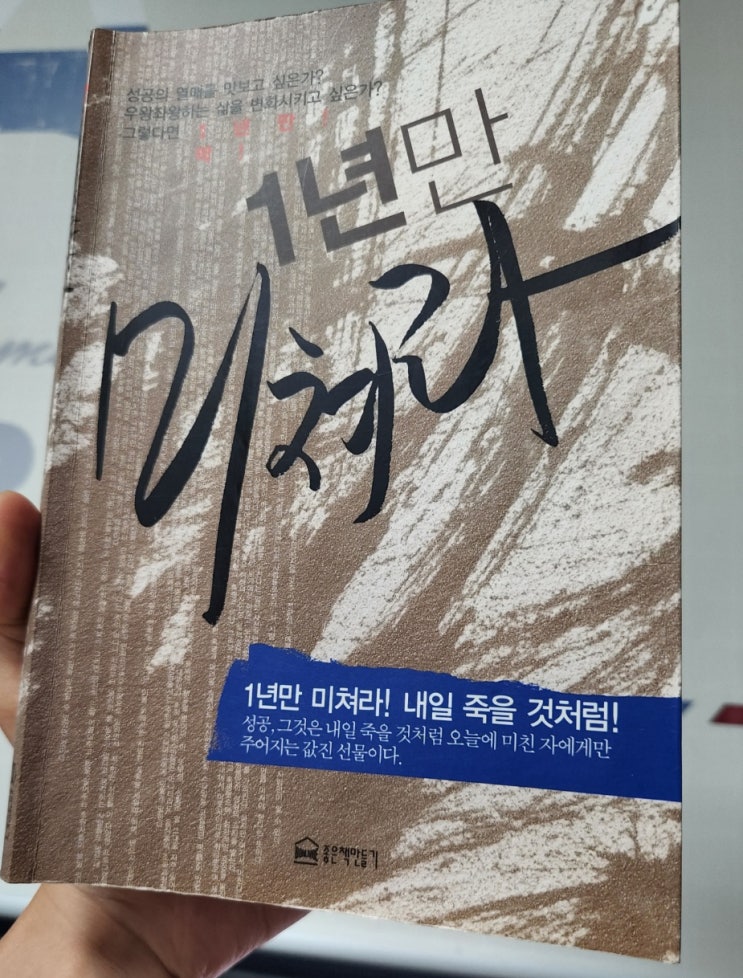 성공의 열매를 맛보고 싶은가?
우왕좌왕하는 삶을 변화시키고 싶은가?
그렇다면
1년만
미쳐라
1년만 미쳐라! 내일 죽을 것처럼!
성공, 그것은 내일 죽을 것처럼 오늘에 미친 자에게만
주어지는 값진 선물이다.
좋은책만들기